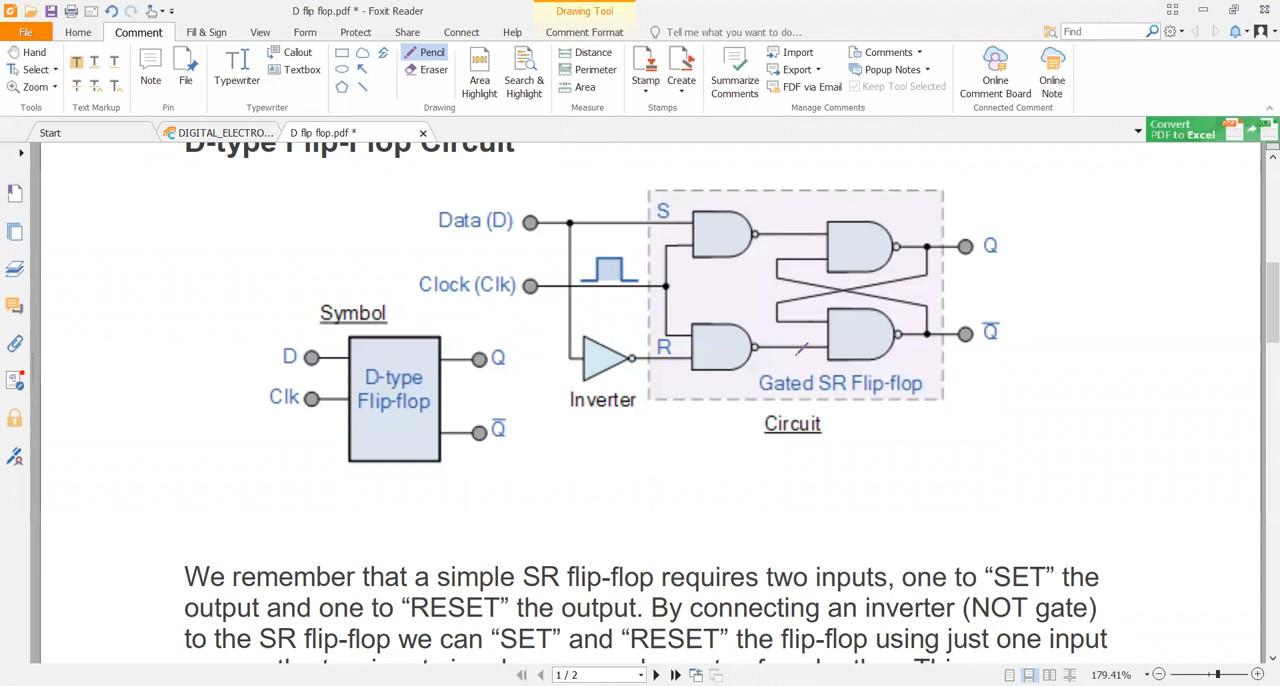 D flip flop.pdf * - Foxit Reader
Drawing Tool
File Home Comment Fill & Sign View Form Protect Share Connect Help Comment Format Tell me what you want to do... Find
Hand
Select
Zoom
Tools
T T T
T T T
Text Markup
Note
File
Pin
Typewriter
Callout
Textbox
Typewriter
Pencil
Eraser
Drawing
Area Highlight
Search & Highlight
Distance
Perimeter
Area
Measure
Stamp
Create
Stamps
Summarize Comments
Import
Export
FDF via Email
Comments
Popup Notes
Keep Tool Selected
Manage Comments
Online Comment Board
Online Note
Connected Comment
Start
DIGITAL_ELECTRO...
D flip flop.pdf *
Convert
PDF to Excel
D-type Flip-Flop Circuit
Data (D)
S
Q
Clock (Clk)
Symbol
Q̅
R
D
Q
D-type
Flip-flop
Clk
Q̅
Inverter
Gated SR Flip-flop
Circuit
We remember that a simple SR flip-flop requires two inputs, one to “SET” the
output and one to “RESET” the output. By connecting an inverter (NOT gate)
to the SR flip-flop we can “SET” and “RESET” the flip-flop using just one input
1 / 2
179.41%